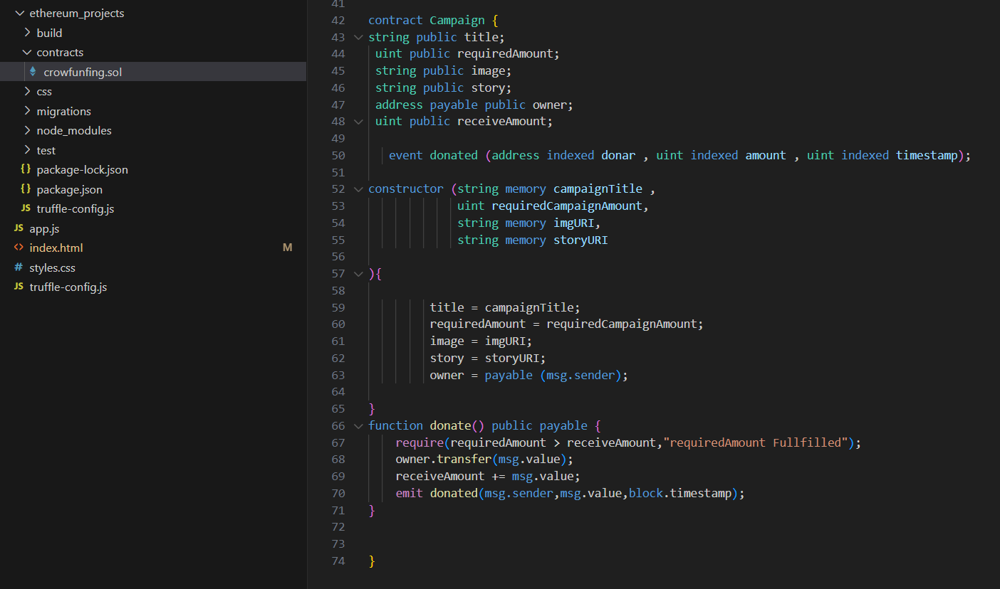 ethereum_projects
build
contracts
crowfunfing.sol
css
migrations
node_modules
test
{} package-lock.json
{} package.json
JS truffle-config.js
JS app.js
<> index.html M
# styles.css
JS truffle-config.js
41
42 contract Campaign {
43 string public title;
44 uint public requiredAmount;
45 string public image;
46 string public story;
47 address payable public owner;
48 uint public receiveAmount;
49
50 event donated (address indexed donar , uint indexed amount , uint indexed timestamp);
51
52 constructor (string memory campaignTitle ,
53 uint requiredCampaignAmount,
54 string memory imgURI,
55 string memory storyURI
56
57 ){
58
59 title = campaignTitle;
60 requiredAmount = requiredCampaignAmount;
61 image = imgURI;
62 story = storyURI;
63 owner = payable (msg.sender);
64
65 }
66 function donate() public payable {
67 require(requiredAmount > receiveAmount,"requiredAmount Fullfilled");
68 owner.transfer(msg.value);
69 receiveAmount += msg.value;
70 emit donated(msg.sender,msg.value,block.timestamp);
71 }
72
73
74 }